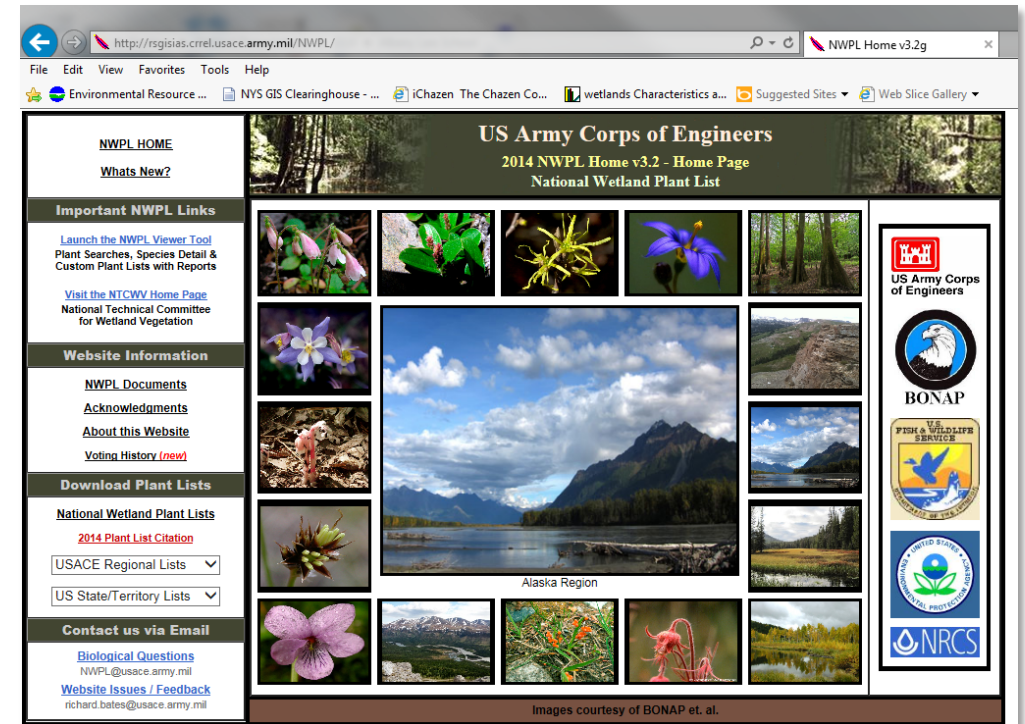 http://rsgisias.crrel.usace.army.mil/NWPL/
NWPL Home v3.2g
File Edit View Favorites Tools Help
Environmental Resource ... NYS GIS Clearinghouse - ... iChazen The Chazen Co... wetlands Characteristics a... Suggested Sites Web Slice Gallery
NWPL HOME
Whats New?
Important NWPL Links
Launch the NWPL Viewer Tool
Plant Searches, Species Detail &
Custom Plant Lists with Reports
Visit the NTCWV Home Page
National Technical Committee
for Wetland Vegetation
Website Information
NWPL Documents
Acknowledgments
About this Website
Voting History (new)
Download Plant Lists
National Wetland Plant Lists
2014 Plant List Citation
USACE Regional Lists
US State/Territory Lists
Contact us via Email
Biological Questions
NWPL@usace.army.mil
Website Issues / Feedback
richard.bates@usace.army.mil
US Army Corps of Engineers
2014 NWPL Home v3.2 - Home Page
National Wetland Plant List
Alaska Region
Images courtesy of BONAP et. al.
US Army Corps
of Engineers
BONAP
U.S.
FISH & WILDLIFE
SERVICE
UNITED STATES
ENVIRONMENTAL PROTECTION AGENCY
NRCS